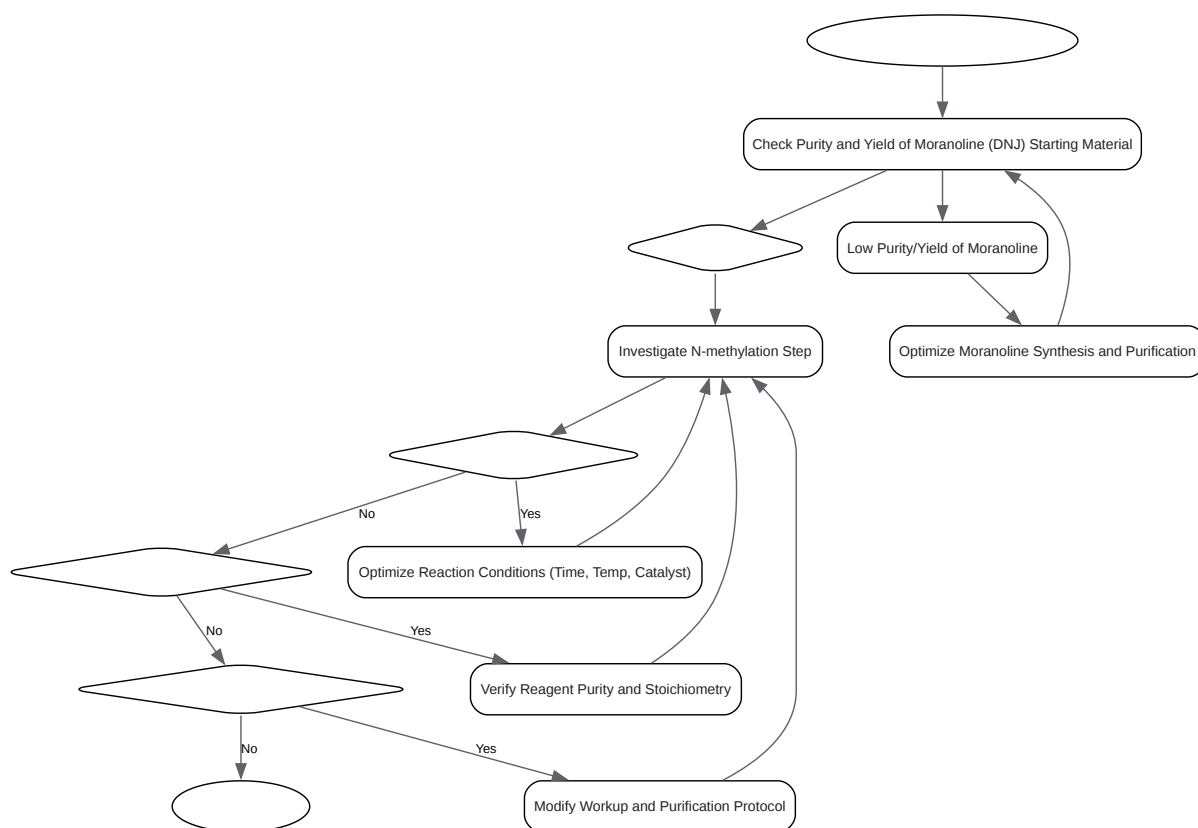 Check Purity and Yield of Moranoline (DNJ) Starting Material
Low Purity/Yield of Moranoline
Investigate N-methylation Step
Optimize Moranoline Synthesis and Purification
No
Yes
Optimize Reaction Conditions (Time, Temp, Catalyst)
No
Yes
Verify Reagent Purity and Stoichiometry
No
Yes
Modify Workup and Purification Protocol